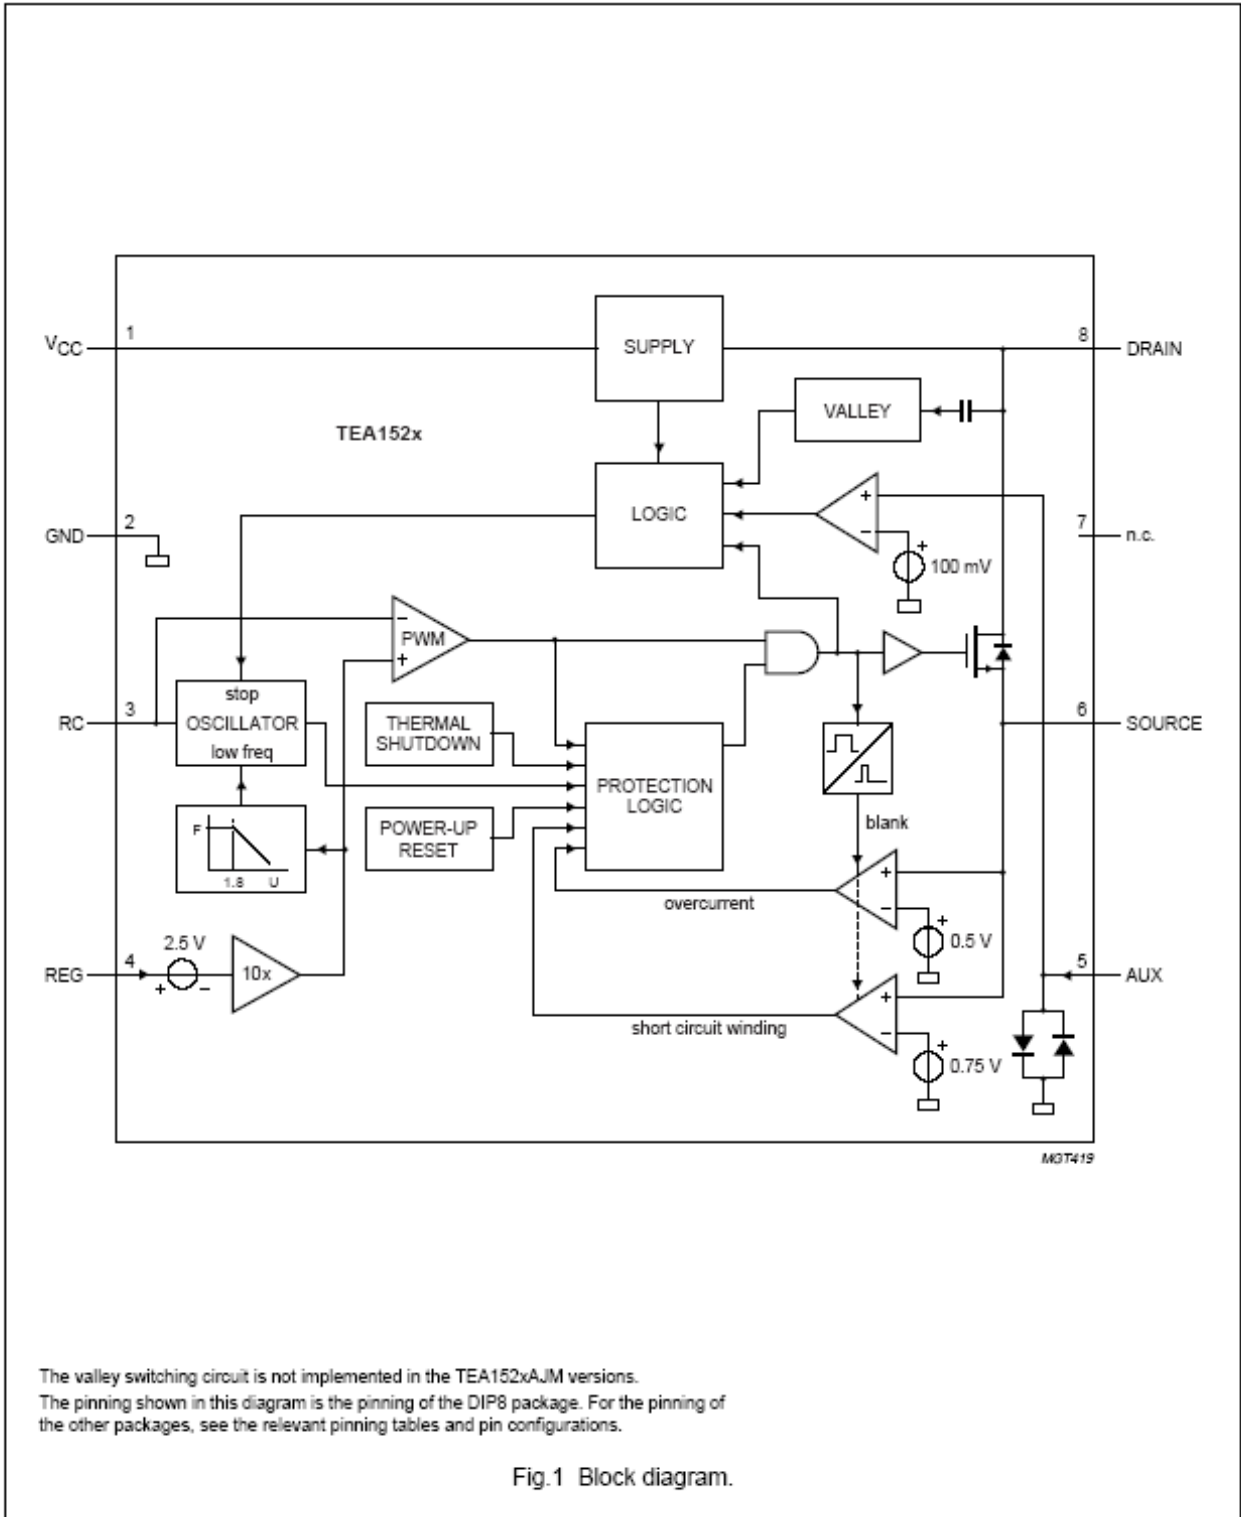 SUPPLY
VCC
1
8
DRAIN
VALLEY
TEA152x
+
LOGIC
−
GND
2
7
n.c.
+
100 mV
−
PWM
+
stop
RC
3
OSCILLATOR
low freq
THERMAL
SHUTDOWN
6
SOURCE
PROTECTION
LOGIC
POWER-UP
RESET
blank
F
1.8
U
+
−
overcurrent
+
0.5 V
2.5 V
REG
4
+
−
10x
5
AUX
+
−
short circuit winding
+
0.75 V
MGT419
The valley switching circuit is not implemented in the TEA152xAJM versions.
The pinning shown in this diagram is the pinning of the DIP8 package. For the pinning of
the other packages, see the relevant pinning tables and pin configurations.
Fig.1 Block diagram.